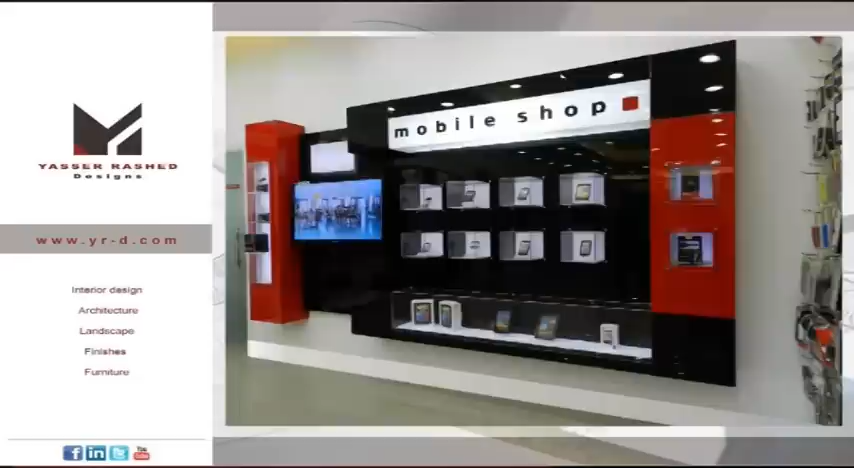 YASSER RASHED
Designs
www.yr-d.com
Interior design
Architecture
Landscape
Finishes
Furniture
mobile shop